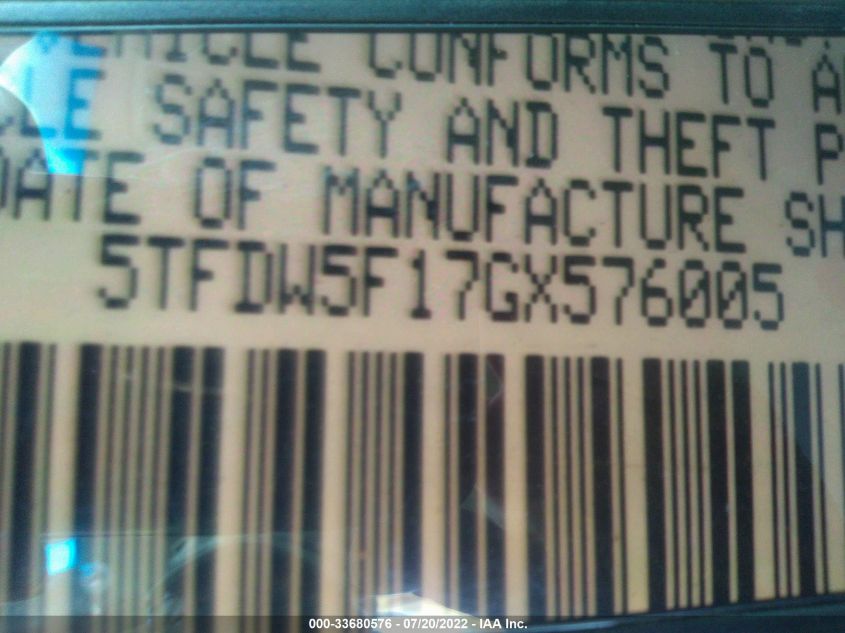 VEHICLE CONFORMS TO A
LE SAFETY AND THEFT P
DATE OF MANUFACTURE SH
5TFDW5F17GX576005
000-33680576 - 07/20/2022 - IAA Inc.